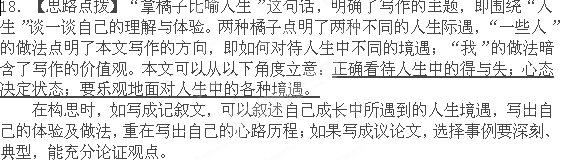 18. 【思路点拨】“掌橘子比喻人生”这句话，明确了写作的主题，即围绕“人
生”谈一谈自己的理解与体验。两种橘子点明了两种不同的人生际遇，“一些人”
的做法点明了本文写作的方向，即如何对待人生中不同的境遇；“我”的做法暗
含了写作的价值观。本文可以从以下角度立意：正确看待人生中的得与失；心态
决定状态；要乐观地面对人生中的各种境遇。
在构思时，如写成记叙文，可以叙述自己成长中所遇到的人生境遇，写出自
己的体验及做法，重在写出自己的心路历程；如果写成议论文，选择事例要深刻、
典型，能充分论证观点。